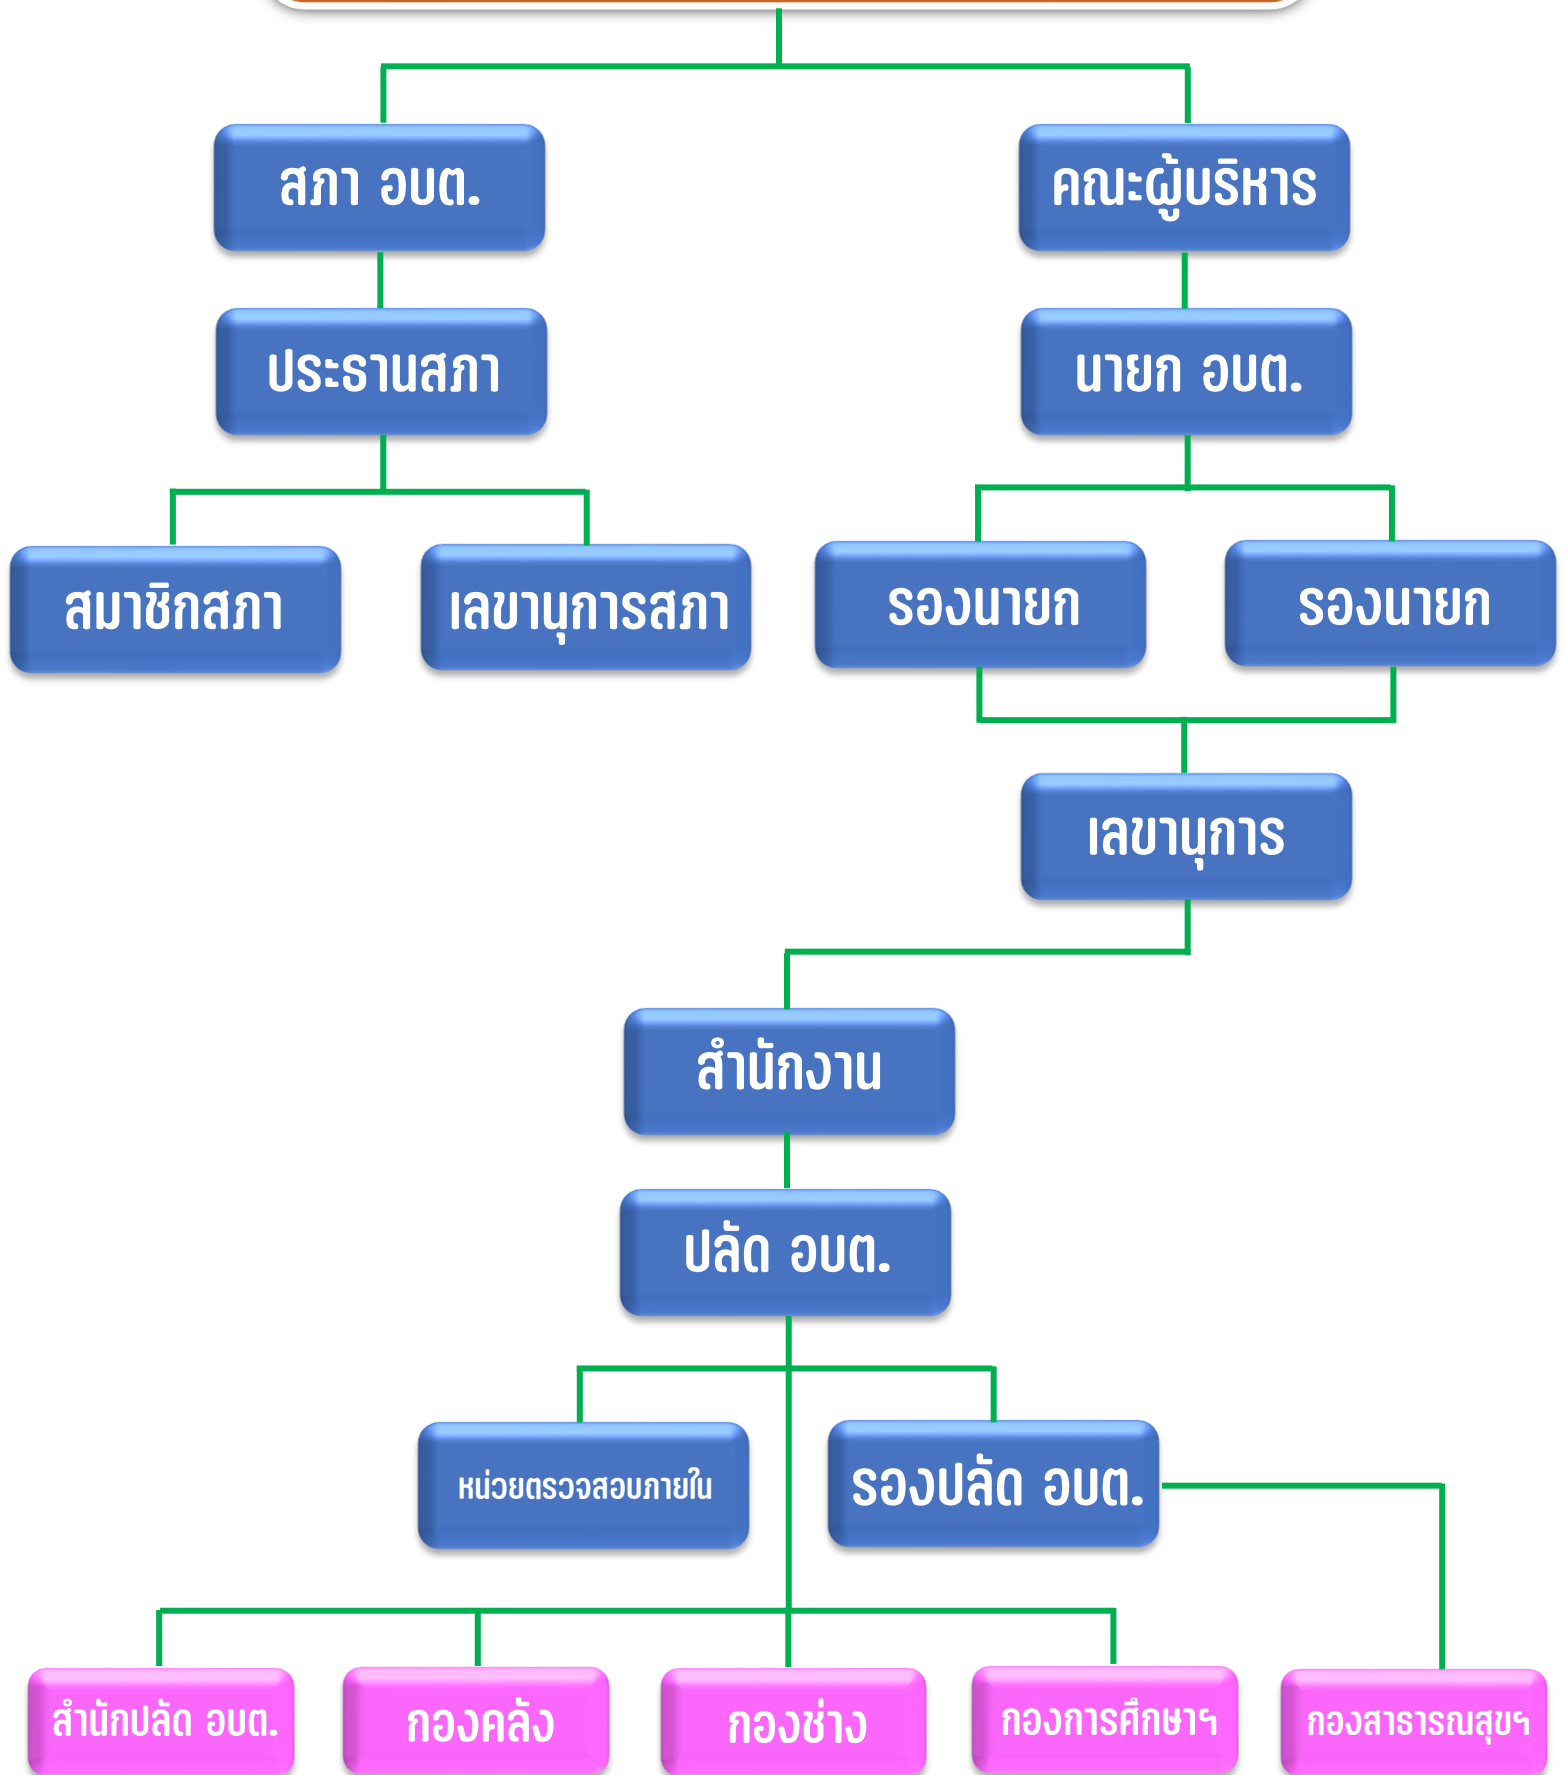 สภา อบต.
คณะผู้บริหาร
ประธานสภา
นายก อบต.
สมาชิกสภา
เลขานุการสภา
รองนายก
รองนายก
เลขานุการ
สำนักงาน
ปลัด อบต.
หน่วยตรวจสอบภายใน
รองปลัด อบต.
สำนักปลัด อบต.
กองคลัง
กองช่าง
กองการศึกษาฯ
กองสาธารณสุขฯ